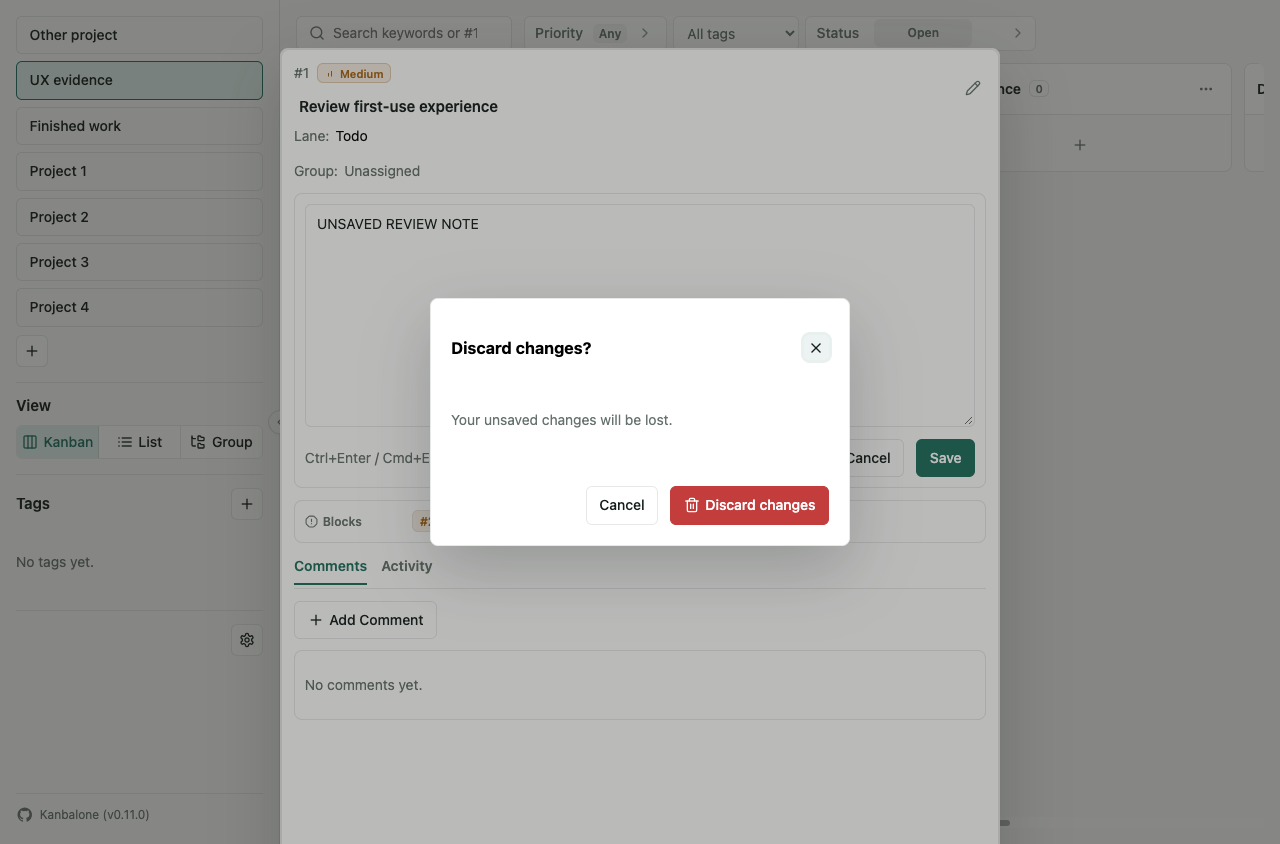 Other project
UX evidence
Finished work
Project 1
Project 2
Project 3
Project 4
View
Kanban
List
Group
Tags
No tags yet.
Kanbalone (v0.11.0)
Search keywords or #1
Priority Any
All tags
Status Open
0
#1 Medium
Review first-use experience
Lane: Todo
Group: Unassigned
UNSAVED REVIEW NOTE
Ctrl+Enter /
Cancel
Save
Discard changes?
Your unsaved changes will be lost.
Cancel
Discard changes
Blocks
Comments
Activity
Add Comment
No comments yet.